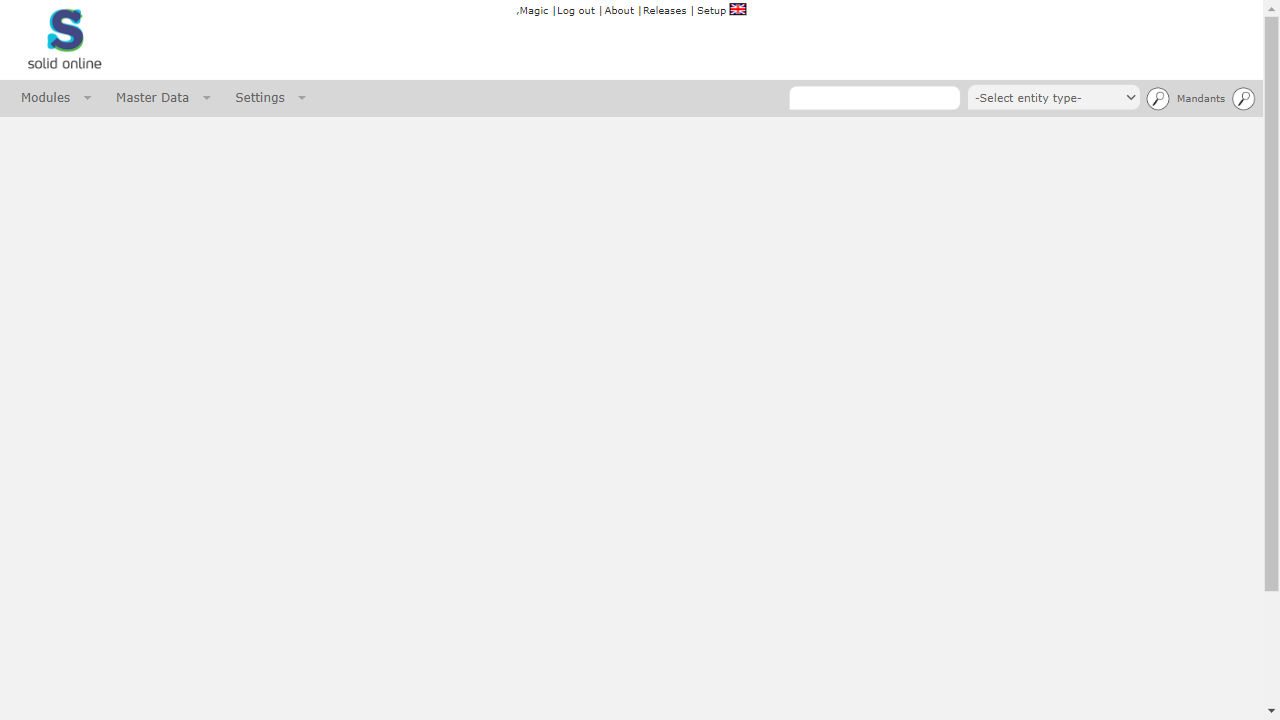 ,Magic |Log out |About |Releases | Setup
solid online
Modules Master Data Settings -Select entity type- Mandants